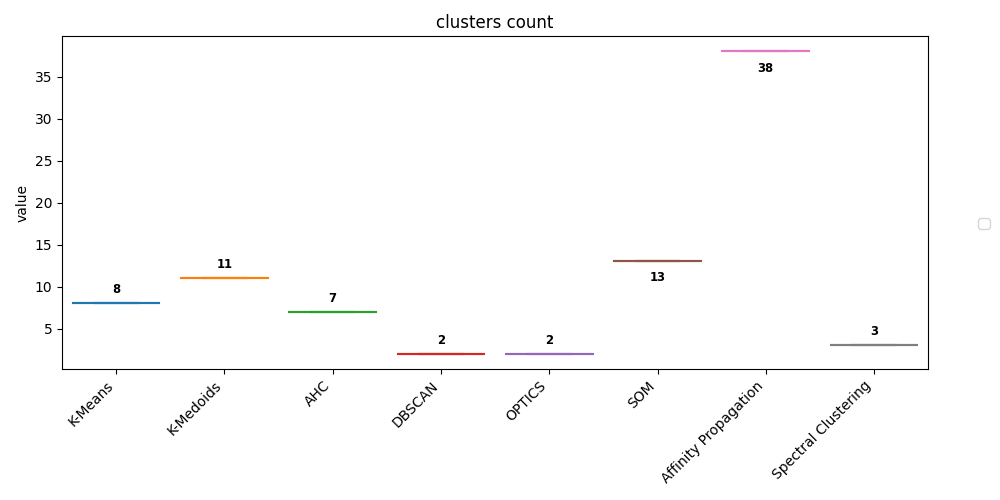 clusters count
value
35
30
25
20
15
10
5
8
11
7
2
2
13
38
3
K-Means
K-Medoids
AHC
DBSCAN
OPTICS
SOM
Affinity Propagation
Spectral Clustering